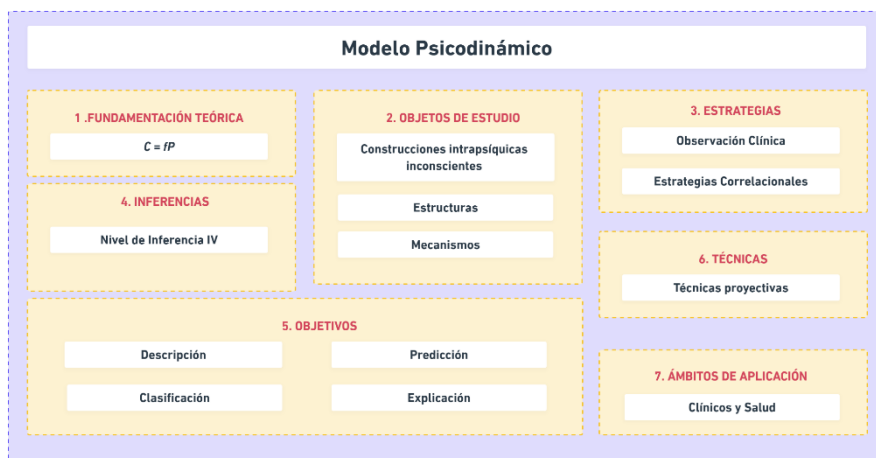 Modelo Psicodinámico
1 .FUNDAMENTACIÓN TEÓRICA
C = fP
2. OBJETOS DE ESTUDIO
Construcciones intrapsíquicas
inconscientes
Estructuras
Mecanismos
3. ESTRATEGIAS
Observación Clínica
Estrategias Correlacionales
4. INFERENCIAS
Nivel de Inferencia IV
5. OBJETIVOS
Descripción
Predicción
Clasificación
Explicación
6. TÉCNICAS
Técnicas proyectivas
7. ÁMBITOS DE APLICACIÓN
Clínicos y Salud